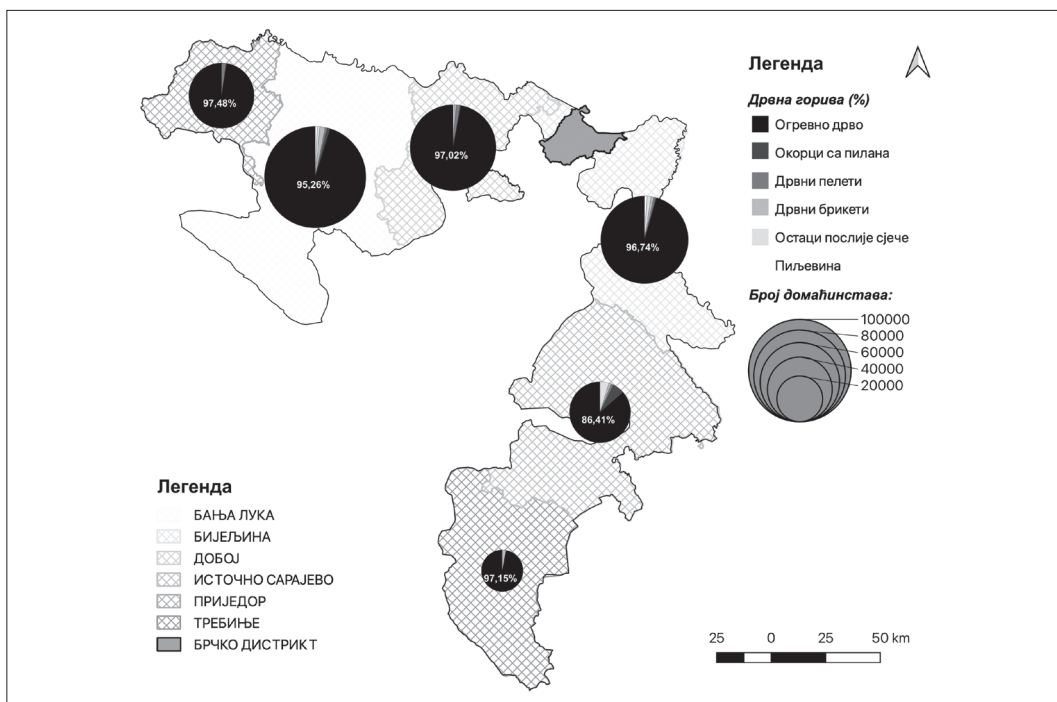 97,48%
95,26%
97,02%
96,74%
86,41%
97,15%
Легенда
Дрвна горива (%)
Огревно дрво
Окорци са пилана
Дрвни пелети
Дрвни брикети
Остаци послије сјече
Пиљевина
Број домаћинстава:
100000
80000
60000
40000
20000
Легенда
БАЊА ЛУКА
БИЈЕЉИНА
ДОБОЈ
ИСТОЧНО САРАЈЕВО
ПРИЈЕДОР
ТРЕБИЊЕ
БРЧКО ДИСТРИКТ
25 0 25 50 km